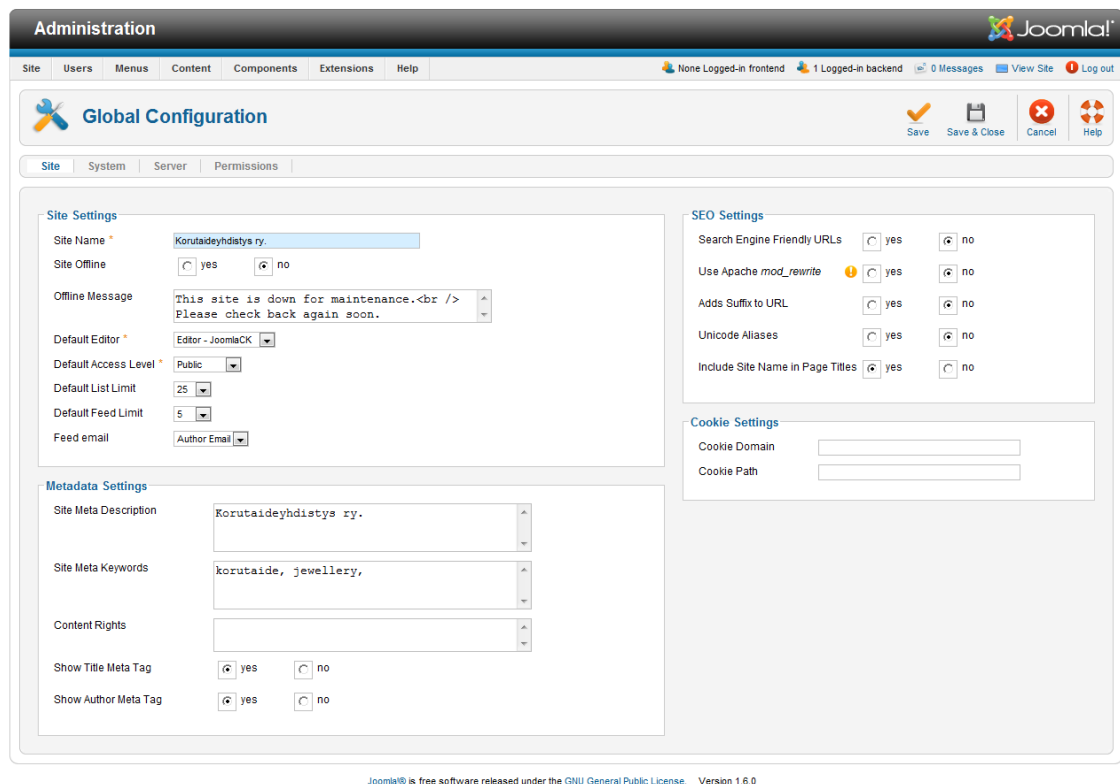 Administration
Joomla!
Site Users Menus Content Components Extensions Help
None Logged-in frontend 1 Logged-in backend 0 Messages View Site Log out
Global Configuration
Save Save & Close Cancel Help
Site System Server Permissions
Site Settings
Site Name * Korutaideyhdistys ry.
Site Offline yes no
Offline Message This site is down for maintenance.<br />
Please check back again soon.
Default Editor * Editor - JoomlaCK
Default Access Level * Public
Default List Limit 25
Default Feed Limit 5
Feed email Author Email
Metadata Settings
Site Meta Description Korutaideyhdistys ry.
Site Meta Keywords korutaide, jewellery,
Content Rights
Show Title Meta Tag yes no
Show Author Meta Tag yes no
SEO Settings
Search Engine Friendly URLs yes no
Use Apache mod_rewrite yes no
Adds Suffix to URL yes no
Unicode Aliases yes no
Include Site Name in Page Titles yes no
Cookie Settings
Cookie Domain
Cookie Path
Joomla!® is free software released under the GNU General Public License. Version 1.6.0